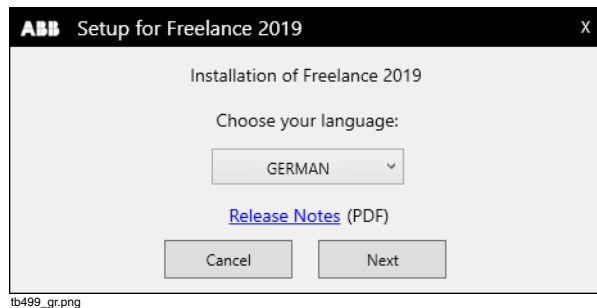 ABB Setup for Freelance 2019 X
Installation of Freelance 2019
Choose your language:
GERMAN
Release Notes (PDF)
Cancel Next
tb499_gr.png